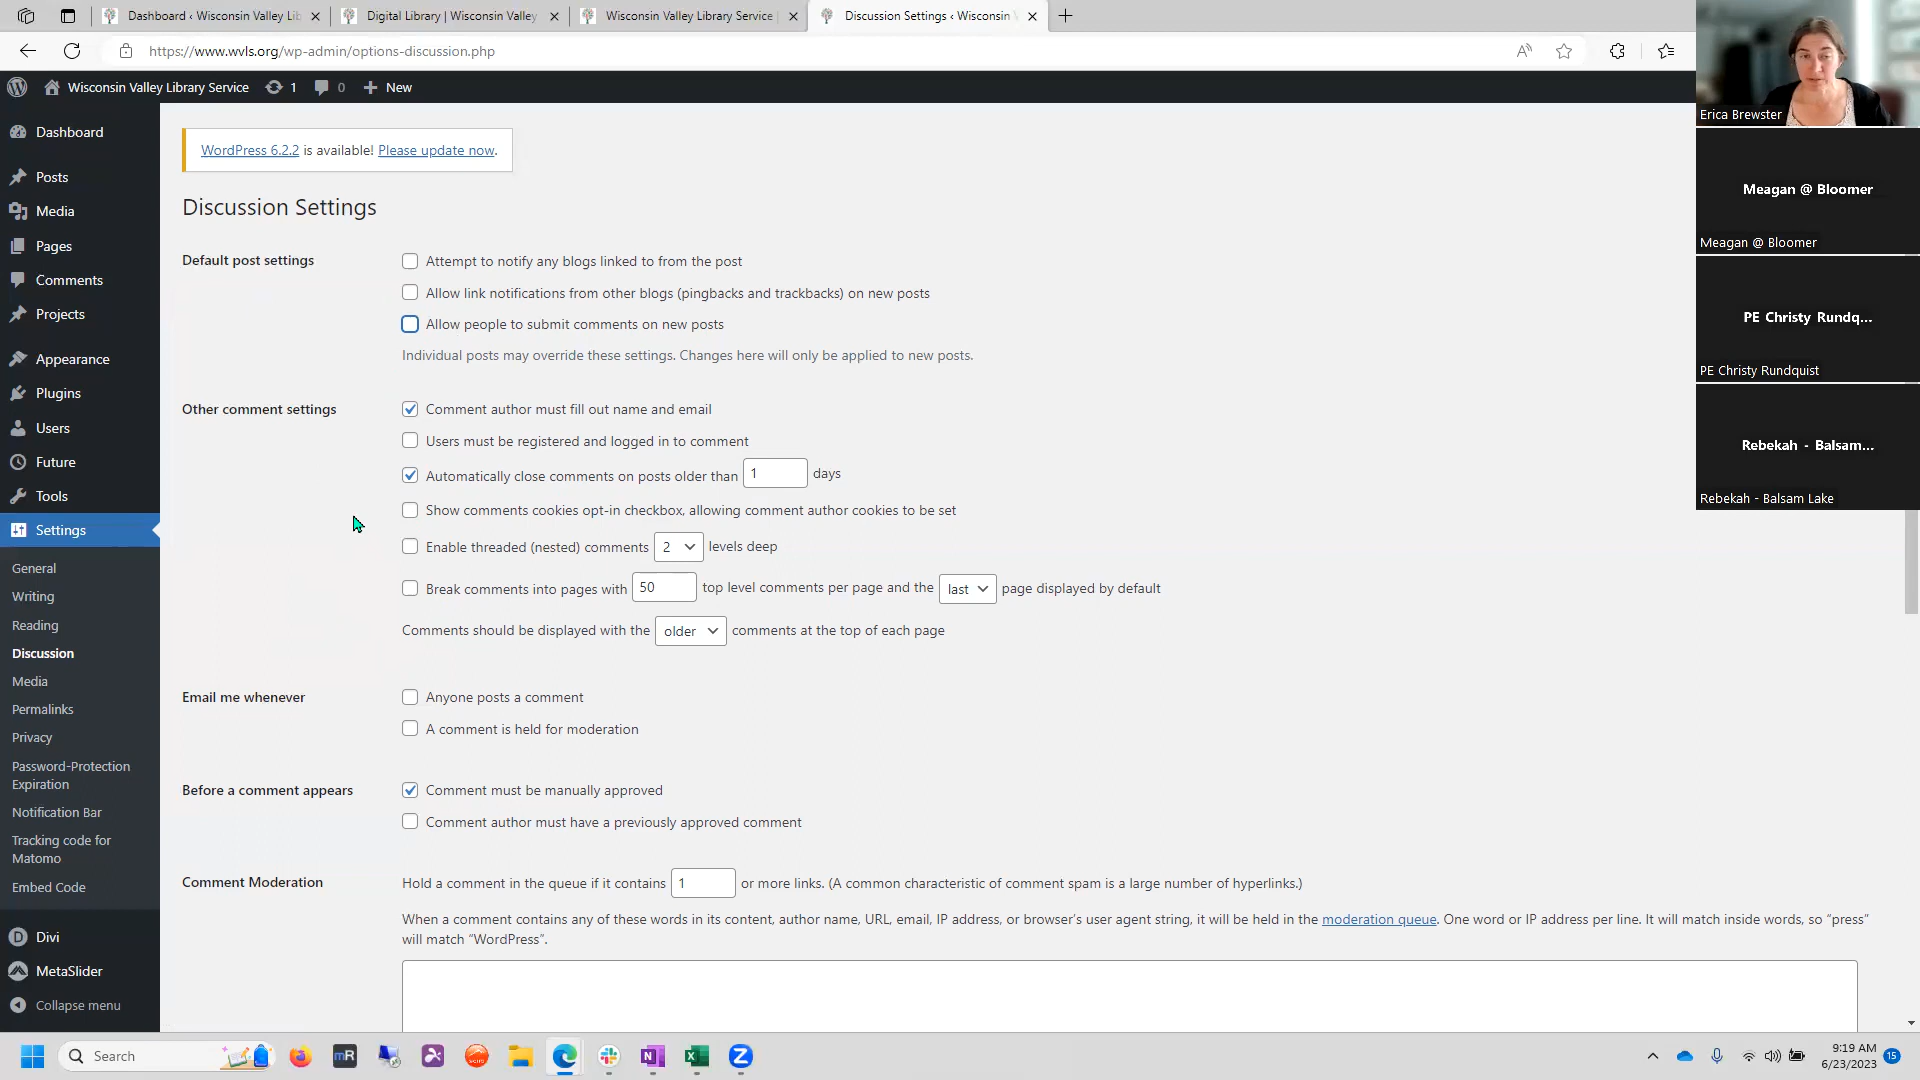 Dashboard ‹ Wisconsin Valley Lib
Digital Library | Wisconsin Valley
Wisconsin Valley Library Service
Discussion Settings ‹ Wisconsin
https://www.wvls.org/wp-admin/options-discussion.php
Wisconsin Valley Library Service
1
0
New
Dashboard
Posts
Media
Pages
Comments
Projects
Appearance
Plugins
Users
Future
Tools
Settings
General
Writing
Reading
Discussion
Media
Permalinks
Privacy
Password-Protection
Expiration
Notification Bar
Tracking code for
Matomo
Embed Code
Divi
MetaSlider
Collapse menu
WordPress 6.2.2 is available! Please update now.
Discussion Settings
Default post settings
Attempt to notify any blogs linked to from the post
Allow link notifications from other blogs (pingbacks and trackbacks) on new posts
Allow people to submit comments on new posts
Individual posts may override these settings. Changes here will only be applied to new posts.
Other comment settings
Comment author must fill out name and email
Users must be registered and logged in to comment
Automatically close comments on posts older than 1 days
Show comments cookies opt-in checkbox, allowing comment author cookies to be set
Enable threaded (nested) comments 2 levels deep
Break comments into pages with 50 top level comments per page and the last page displayed by default
Comments should be displayed with the older comments at the top of each page
Email me whenever
Anyone posts a comment
A comment is held for moderation
Before a comment appears
Comment must be manually approved
Comment author must have a previously approved comment
Comment Moderation
Hold a comment in the queue if it contains 1 or more links. (A common characteristic of comment spam is a large number of hyperlinks.)
When a comment contains any of these words in its content, author name, URL, email, IP address, or browser's user agent string, it will be held in the moderation queue. One word or IP address per line. It will match inside words, so “press”
will match “WordPress”.
Erica Brewster
Meagan @ Bloomer
Meagan @ Bloomer
PE Christy Rundq...
PE Christy Rundquist
Rebekah - Balsam...
Rebekah - Balsam Lake
Search
mR
9:19 AM
6/23/2023
15